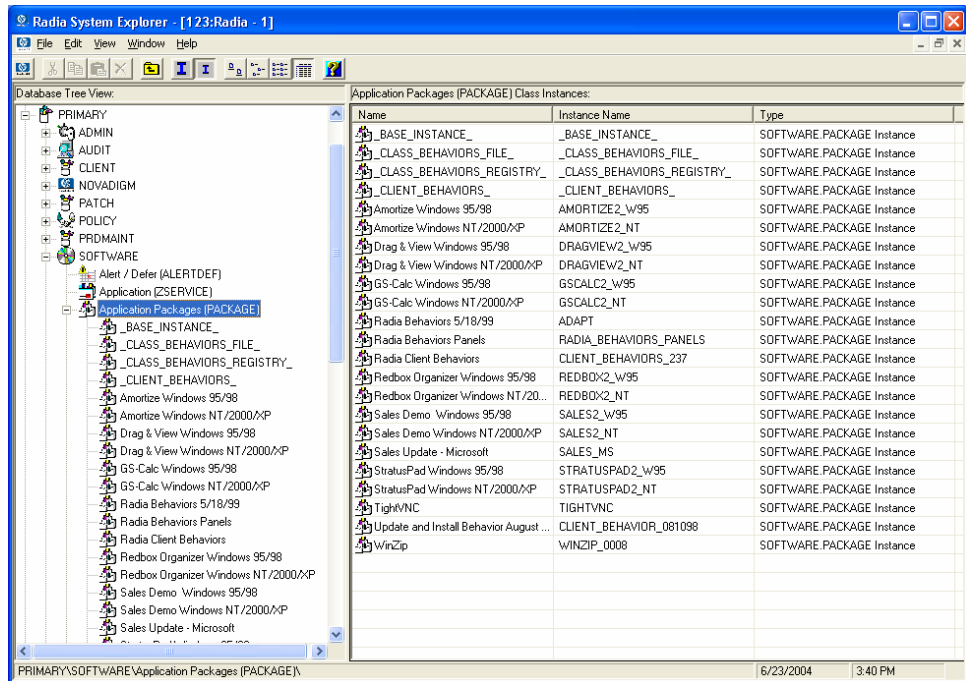 Radia System Explorer - [123:Radia - 1]
File Edit View Window Help
Database Tree View:
PRIMARY
ADMIN
AUDIT
CLIENT
NOVADIGM
PATCH
POLICY
PRDMAINT
SOFTWARE
Alert / Defer (ALERTDEF)
Application (ZSERVICE)
Application Packages (PACKAGE)
_BASE_INSTANCE_
_CLASS_BEHAVIORS_FILE_
_CLASS_BEHAVIORS_REGISTRY_
_CLIENT_BEHAVIORS_
Amortize Windows 95/98
Amortize Windows NT/2000/XP
Drag & View Windows 95/98
Drag & View Windows NT/2000/XP
GS-Calc Windows 95/98
GS-Calc Windows NT/2000/XP
Radia Behaviors 5/18/99
Radia Behaviors Panels
Radia Client Behaviors
Redbox Organizer Windows 95/98
Redbox Organizer Windows NT/2000/XP
Sales Demo  Windows 95/98
Sales Demo Windows NT/2000/XP
Sales Update - Microsoft
Application Packages (PACKAGE) Class Instances:
Name Instance Name Type
_BASE_INSTANCE_ _BASE_INSTANCE_ SOFTWARE.PACKAGE Instance
_CLASS_BEHAVIORS_FILE_ _CLASS_BEHAVIORS_FILE_ SOFTWARE.PACKAGE Instance
_CLASS_BEHAVIORS_REGISTRY_ _CLASS_BEHAVIORS_REGISTRY_ SOFTWARE.PACKAGE Instance
_CLIENT_BEHAVIORS_ _CLIENT_BEHAVIORS_ SOFTWARE.PACKAGE Instance
Amortize Windows 95/98 AMORTIZE2_W95 SOFTWARE.PACKAGE Instance
Amortize Windows NT/2000/XP AMORTIZE2_NT SOFTWARE.PACKAGE Instance
Drag & View Windows 95/98 DRAGVIEW2_W95 SOFTWARE.PACKAGE Instance
Drag & View Windows NT/2000/XP DRAGVIEW2_NT SOFTWARE.PACKAGE Instance
GS-Calc Windows 95/98 GSCALC2_W95 SOFTWARE.PACKAGE Instance
GS-Calc Windows NT/2000/XP GSCALC2_NT SOFTWARE.PACKAGE Instance
Radia Behaviors 5/18/99 ADAPT SOFTWARE.PACKAGE Instance
Radia Behaviors Panels RADIA_BEHAVIORS_PANELS SOFTWARE.PACKAGE Instance
Radia Client Behaviors CLIENT_BEHAVIORS_237 SOFTWARE.PACKAGE Instance
Redbox Organizer Windows 95/98 REDBOX2_W95 SOFTWARE.PACKAGE Instance
Redbox Organizer Windows NT/20... REDBOX2_NT SOFTWARE.PACKAGE Instance
Sales Demo  Windows 95/98 SALES2_W95 SOFTWARE.PACKAGE Instance
Sales Demo Windows NT/2000/XP SALES2_NT SOFTWARE.PACKAGE Instance
Sales Update - Microsoft SALES_MS SOFTWARE.PACKAGE Instance
StratusPad Windows 95/98 STRATUSPAD2_W95 SOFTWARE.PACKAGE Instance
StratusPad Windows NT/2000/XP STRATUSPAD2_NT SOFTWARE.PACKAGE Instance
TightVNC TIGHTVNC SOFTWARE.PACKAGE Instance
Update and Install Behavior August ... CLIENT_BEHAVIOR_081098 SOFTWARE.PACKAGE Instance
WinZip WINZIP_0008 SOFTWARE.PACKAGE Instance
PRIMARY\SOFTWARE\Application Packages (PACKAGE)\ 6/23/2004 3:40 PM